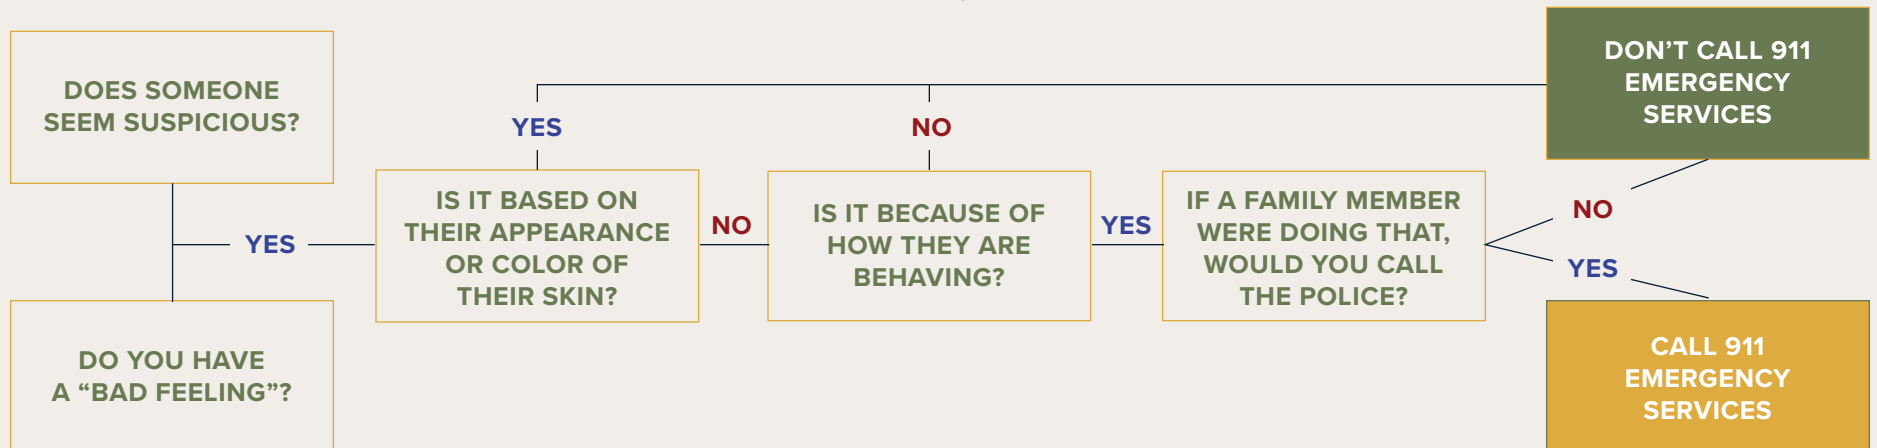 DOES SOMEONE
SEEM SUSPICIOUS?
DO YOU HAVE
A “BAD FEELING”?
YES
IS IT BASED ON
THEIR APPEARANCE
OR COLOR OF
THEIR SKIN?
YES
NO
IS IT BECAUSE OF
HOW THEY ARE
BEHAVING?
NO
YES
IF A FAMILY MEMBER
WERE DOING THAT,
WOULD YOU CALL
THE POLICE?
NO
DON’T CALL 911
EMERGENCY
SERVICES
YES
CALL 911
EMERGENCY
SERVICES